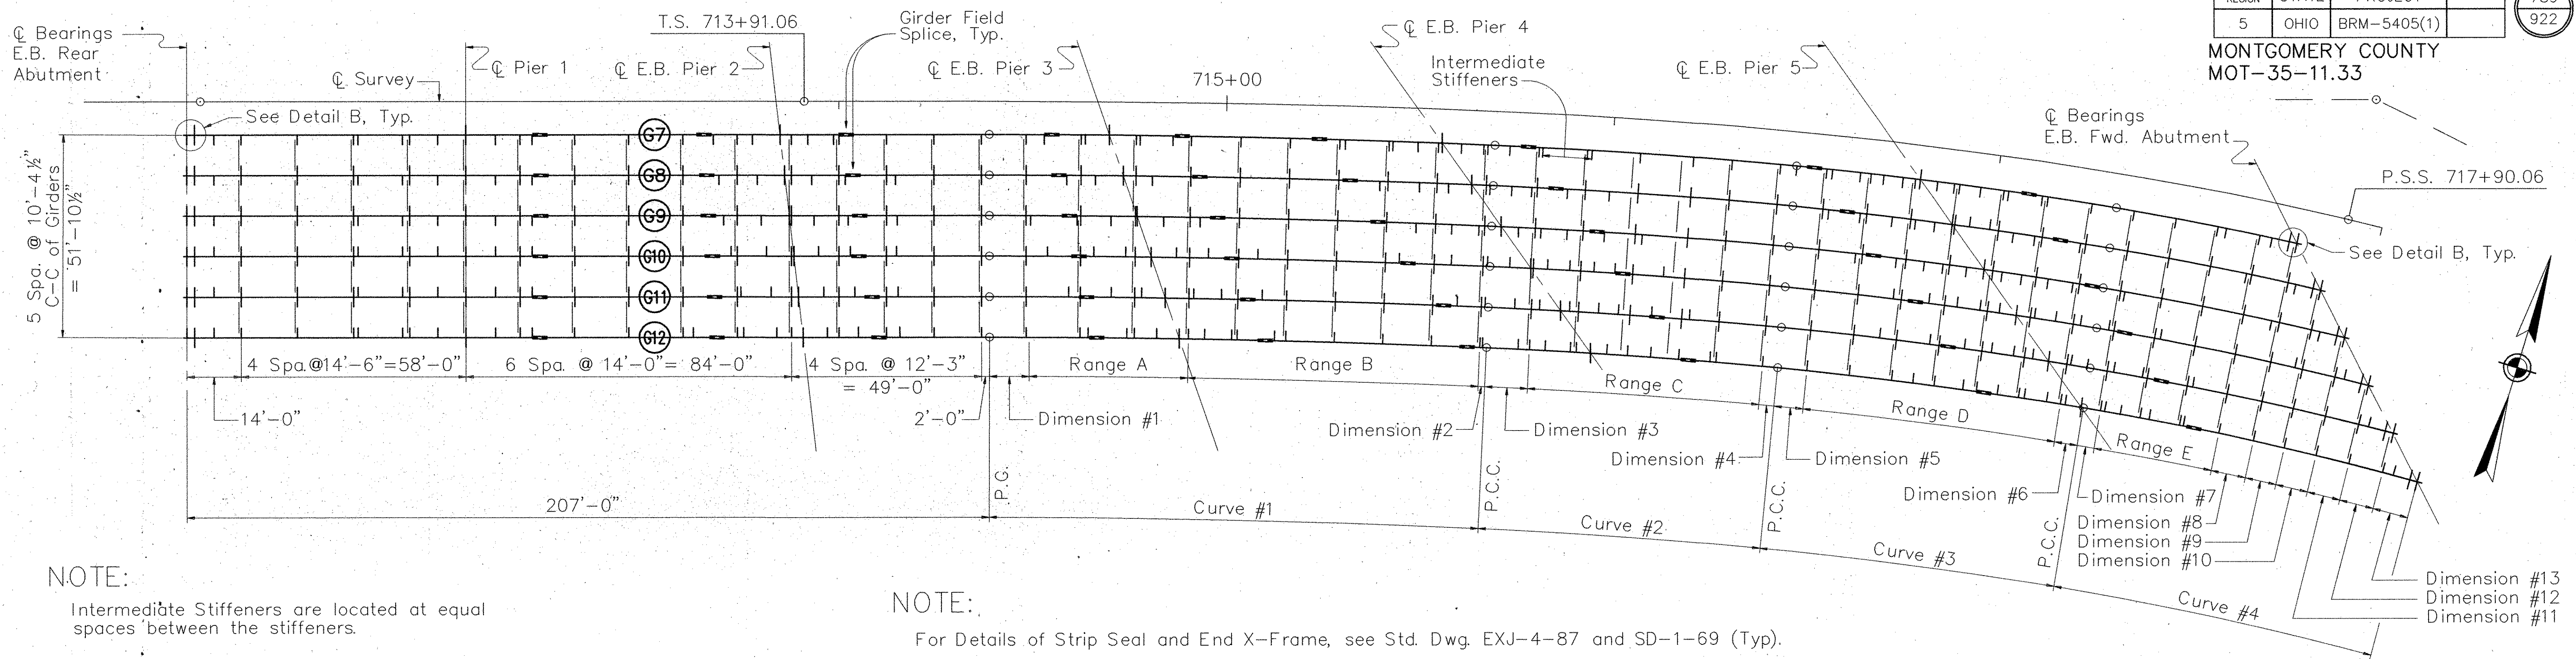 ℄ Bearings
E.B. Rear
Abutment
℄ Survey
See Detail B, Typ.
℄ Pier 1
T.S. 713+91.06
℄ E.B. Pier 2
Girder Field
Splice, Typ.
℄ E.B. Pier 3
715+00
℄ E.B. Pier 4
Intermediate
Stiffeners
℄ E.B. Pier 5
5 OHIO BRM-5405(1)
922
MONTGOMERY COUNTY
MOT-35-11.33
℄ Bearings
E.B. Fwd. Abutment
P.S.S. 717+90.06
See Detail B, Typ.
5 Spa. @ 10'-4½"
C-C of Girders
= 51'-10½"
G7
G8
G9
G10
G11
G12
4 Spa.@14'-6"=58'-0"
6 Spa. @ 14'-0"= 84'-0"
4 Spa. @ 12'-3"
= 49'-0"
14'-0"
2'-0"
Dimension #1
Range A
Range B
Range C
Range D
Range E
Dimension #2
Dimension #3
Dimension #4
Dimension #5
Dimension #6
Dimension #7
Dimension #8
Dimension #9
Dimension #10
Dimension #13
Dimension #12
Dimension #11
207'-0"
P.C.C.
P.C.C.
P.C.C.
Curve #1
Curve #2
Curve #3
Curve #4
NOTE:
Intermediate Stiffeners are located at equal
spaces between the stiffeners.
NOTE:
For Details of Strip Seal and End X-Frame, see Std. Dwg. EXJ-4-87 and SD-1-69 (Typ).